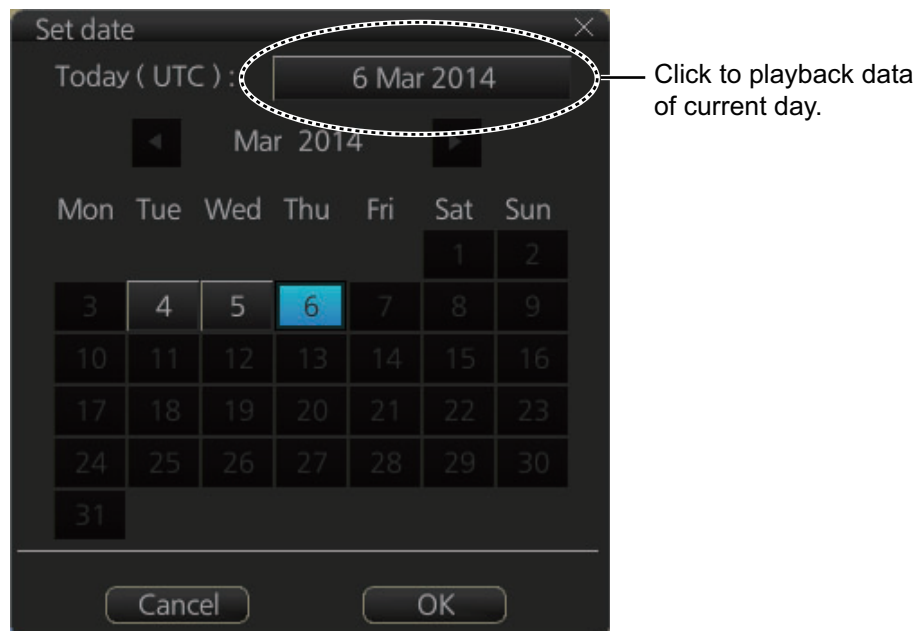 Set date
Today ( UTC ) : 6 Mar 2014
Click to playback data
of current day.
Mar 2014
Mon Tue Wed Thu Fri Sat Sun
1 2
3 4 5 6 7 8 9
10 11 12 13 14 15 16
17 18 19 20 21 22 23
24 25 26 27 28 29 30
31
Cancel OK